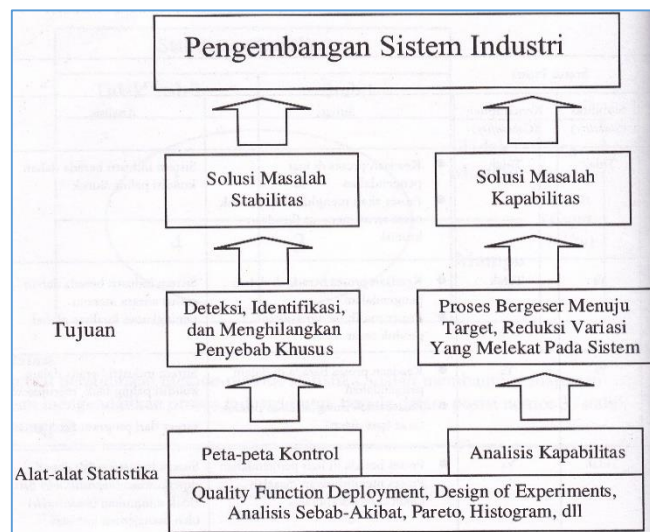 Pengembangan Sistem Industri
Solusi Masalah
Stabilitas
Solusi Masalah
Kapabilitas
Tujuan
Deteksi, Identifikasi,
dan Menghilangkan
Penyebab Khusus
Proses Bergeser Menuju
Target, Reduksi Variasi
Yang Melekat Pada Sistem
Alat-alat Statistika
Peta-peta Kontrol
Analisis Kapabilitas
Quality Function Deployment, Design of Experiments,
Analisis Sebab-Akibat, Pareto, Histogram, dll